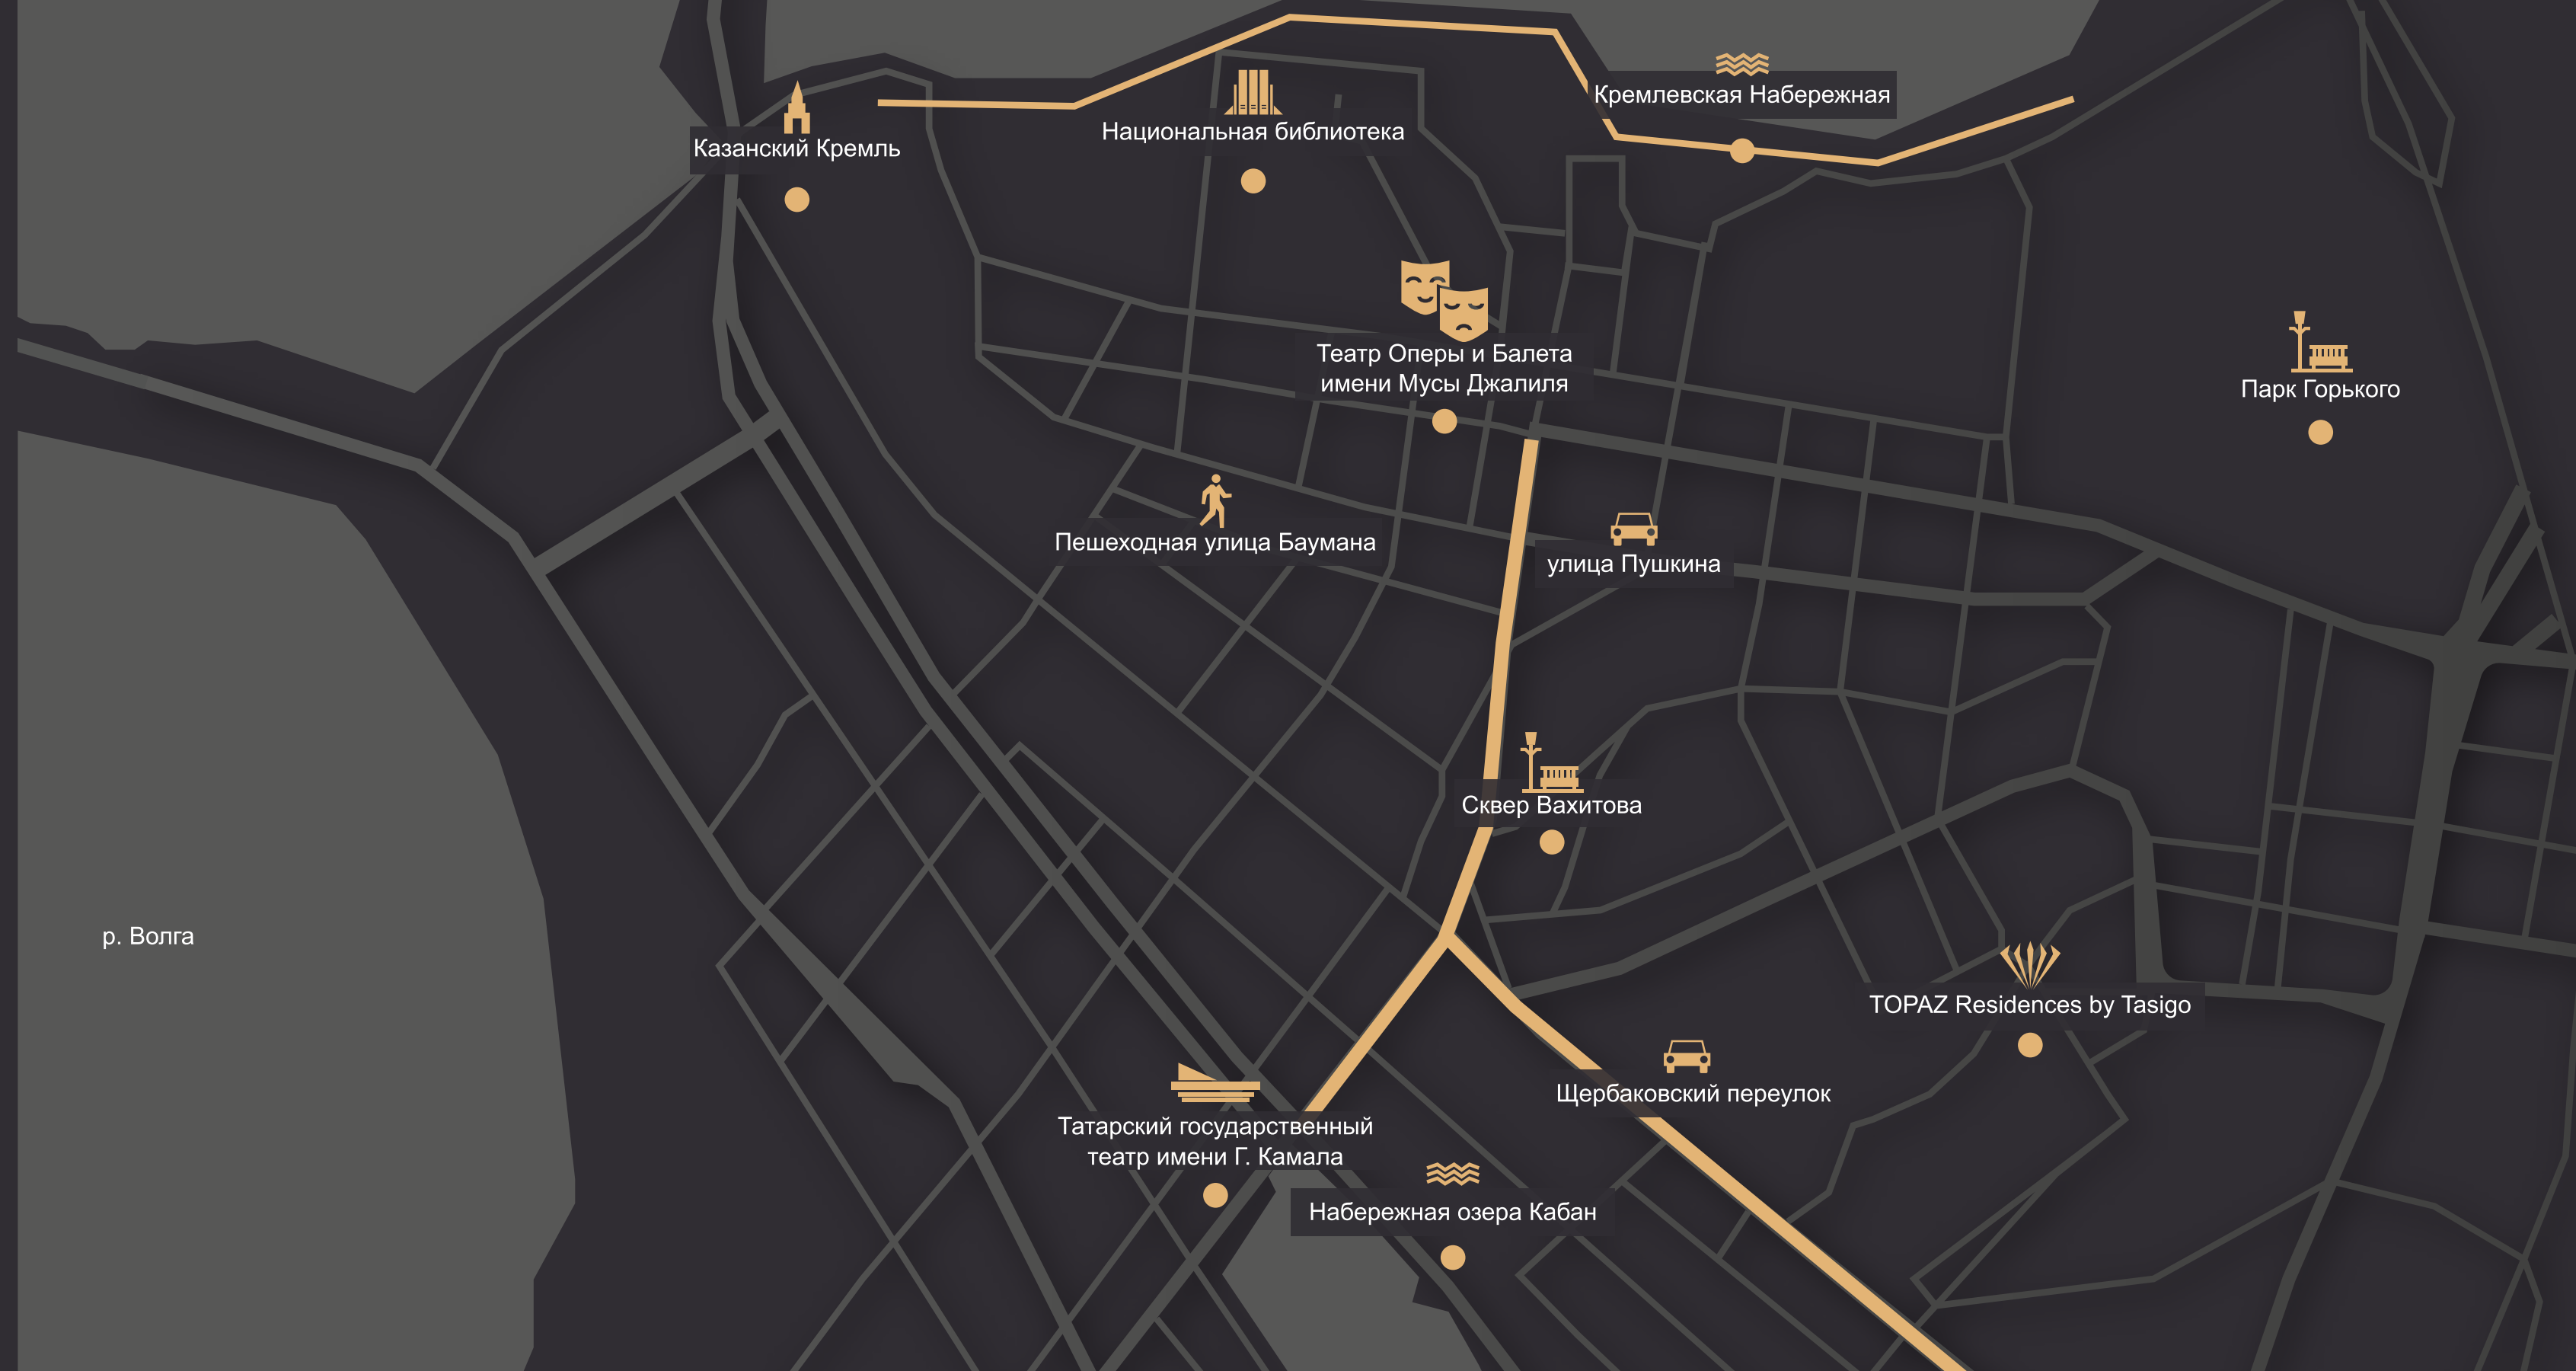 Кремлевская Набережная
Национальная библиотека
Казанский Кремль
Театр Оперы и Балета
имени Мусы Джалиля
Парк Горького
Пешеходная улица Баумана
улица Пушкина
Сквер Вахитова
р. Волга
TOPAZ Residences by Tasigo
Щербаковский переулок
Татарский государственный
театр имени Г. Камала
Набережная озера Кабан